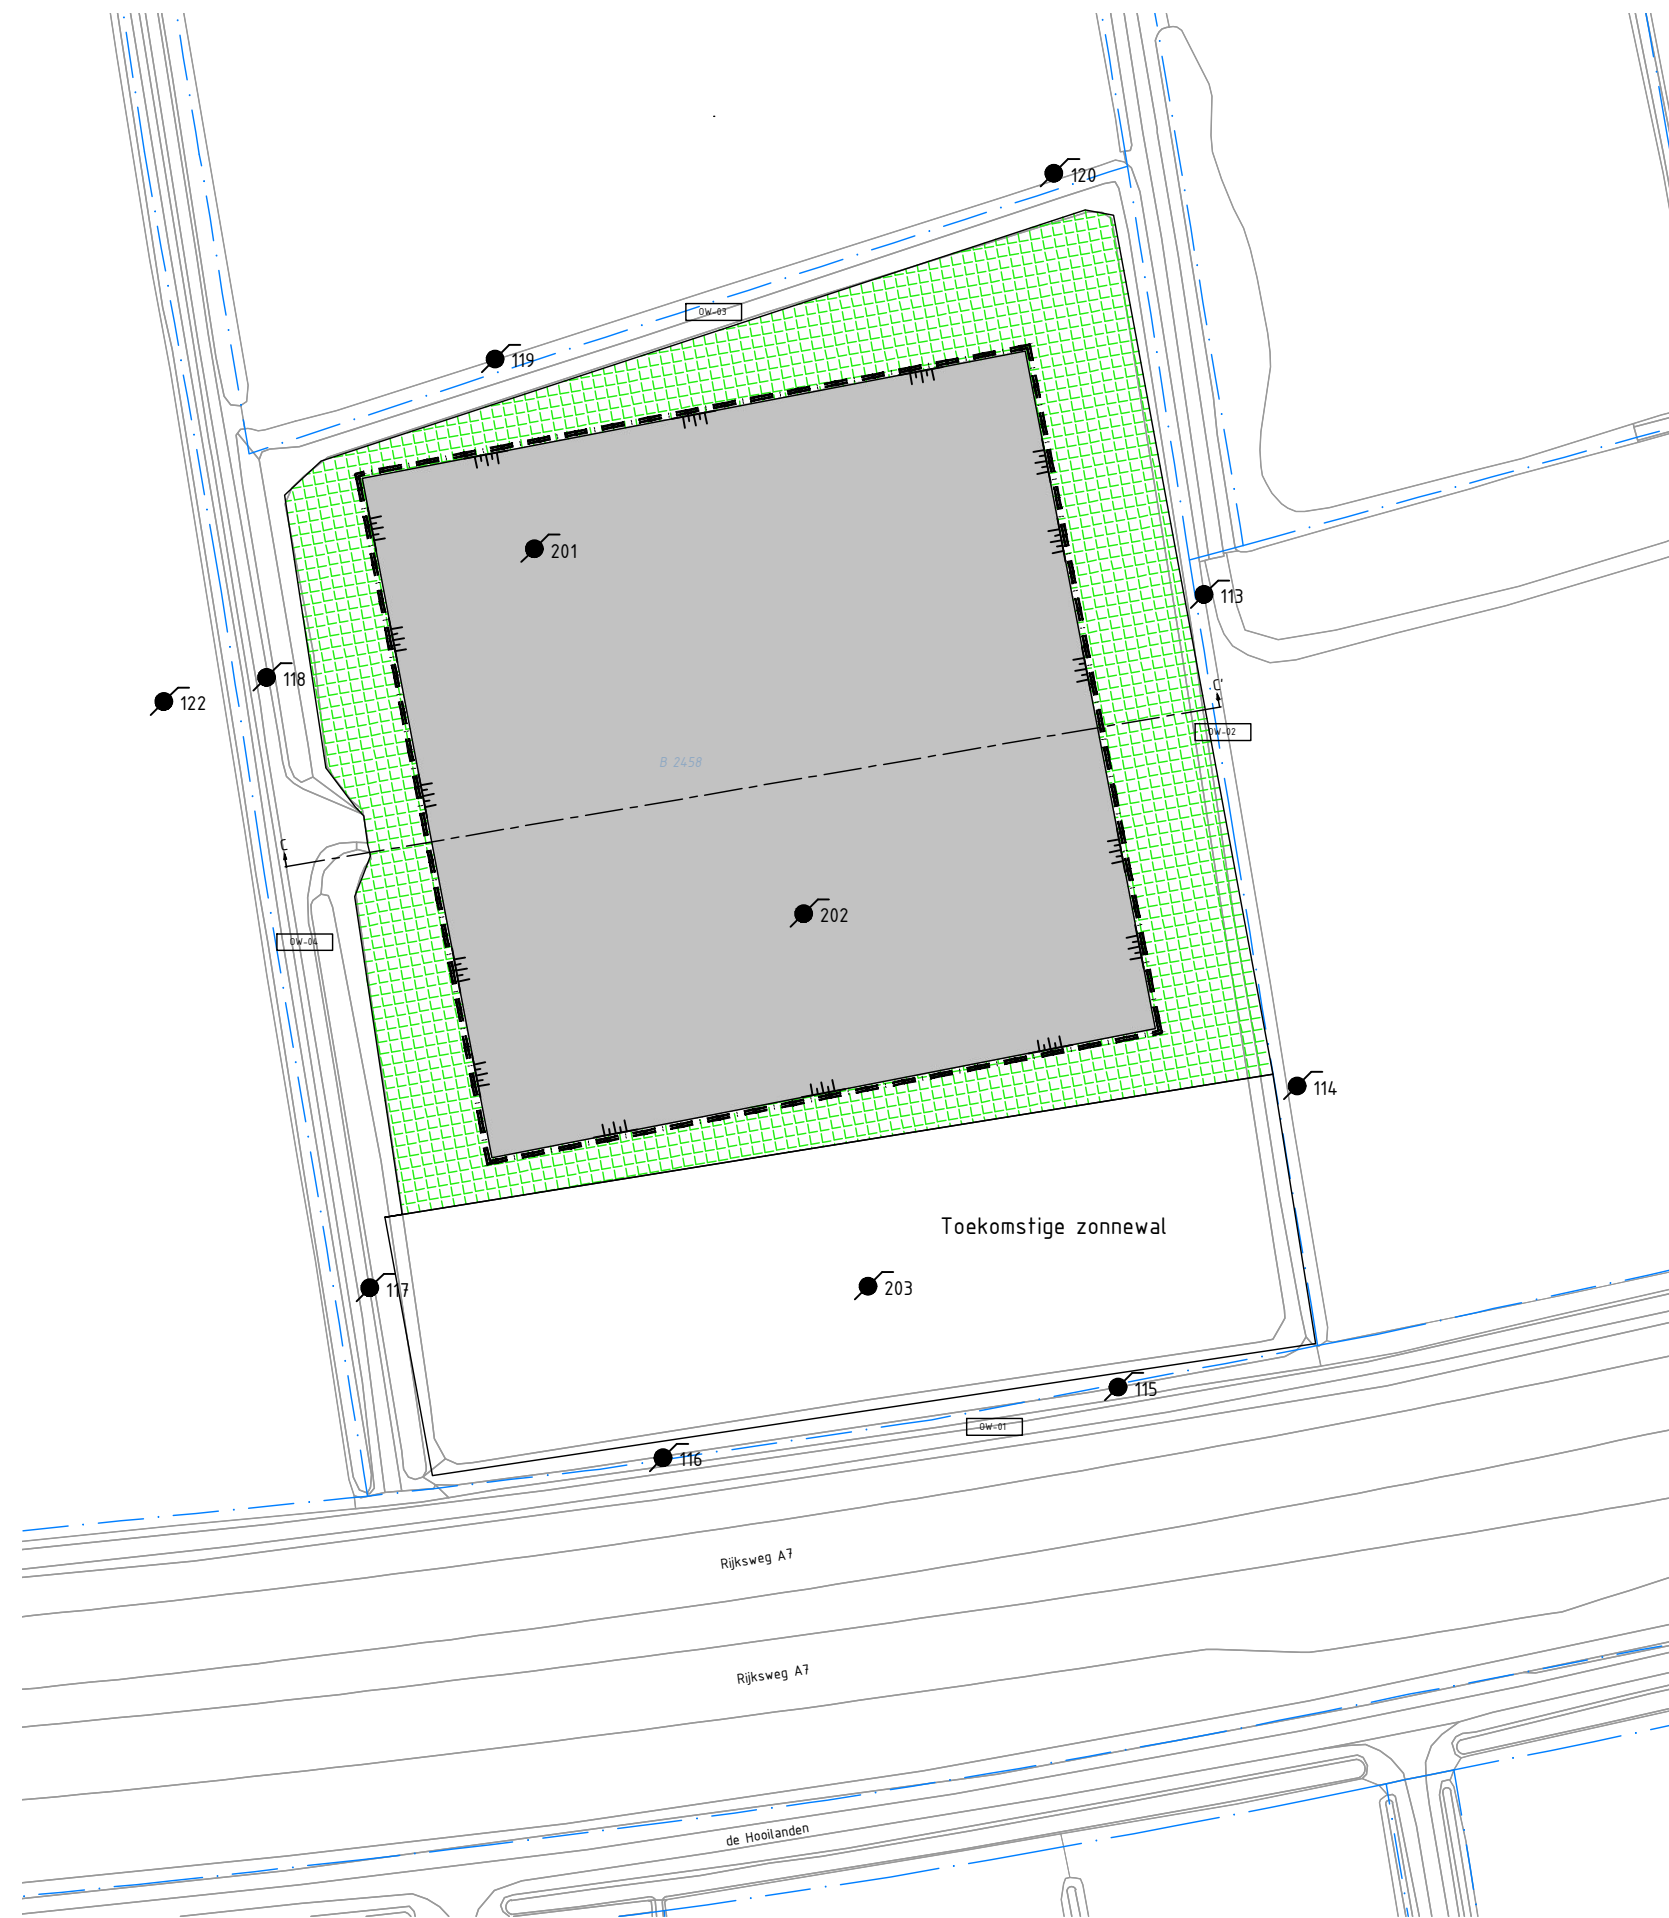 120
OW-03
119
201
113
118
122
C'
OW-02
B 2458
C
202
OW-04
114
Toekomstige zonnewal
203
117
115
OW-01
116
Rijksweg A7
Rijksweg A7
de Hooilanden